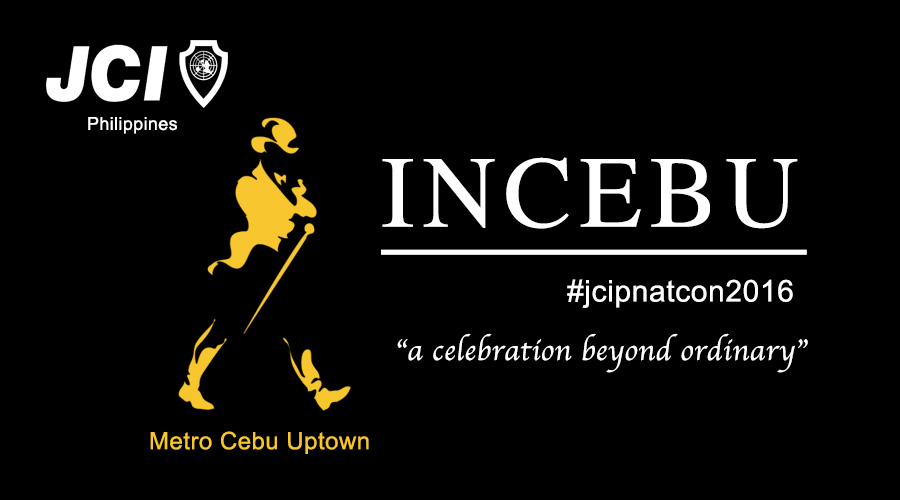 JCI
Philippines
INCEBU
#jcipnatcon2016
“a celebration beyond ordinary”
Metro Cebu Uptown